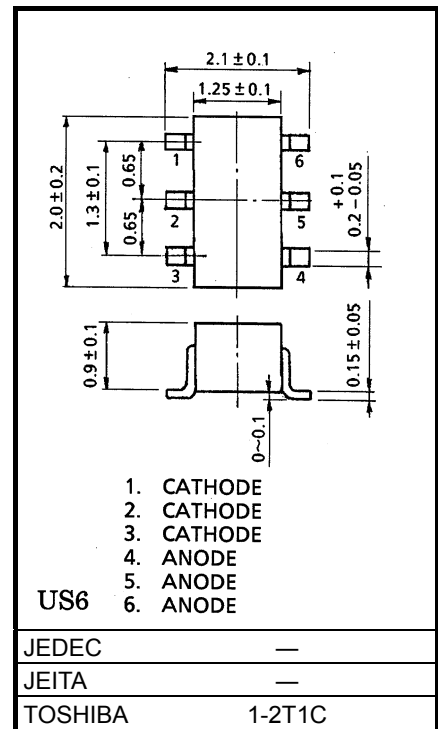 2.1 ± 0.1
1.25 ± 0.1
2.0 ± 0.2
1.3 ± 0.1
0.65
0.65
1
2
3
6
5
4
+ 0.1
0.2 – 0.05
0.9 ± 0.1
0.15 ± 0.05
0~0.1
1. CATHODE
2. CATHODE
3. CATHODE
4. ANODE
5. ANODE
US6 6. ANODE
JEDEC —
JEITA —
TOSHIBA 1-2T1C